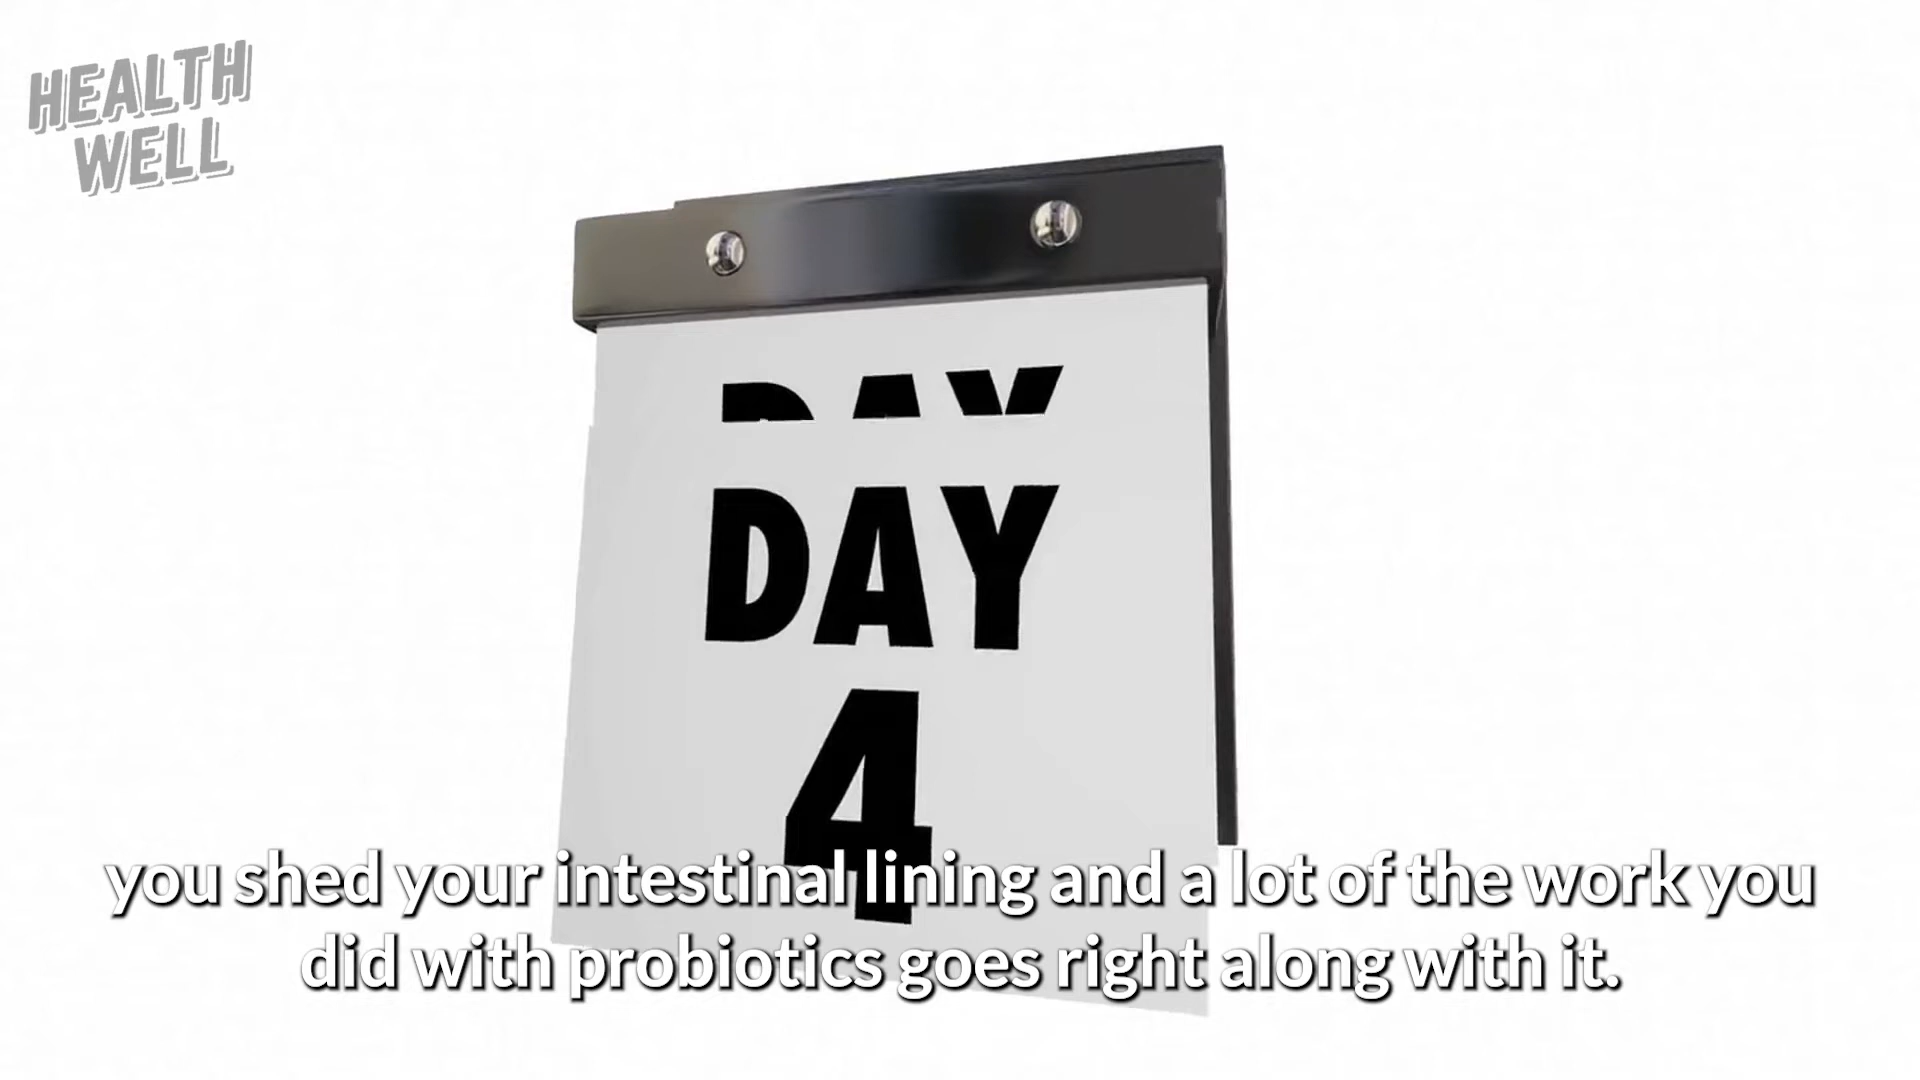 HEALTH
WELL
DAY
DAY
4
you shed your intestinal lining and a lot of the work you
did with probiotics goes right along with it.